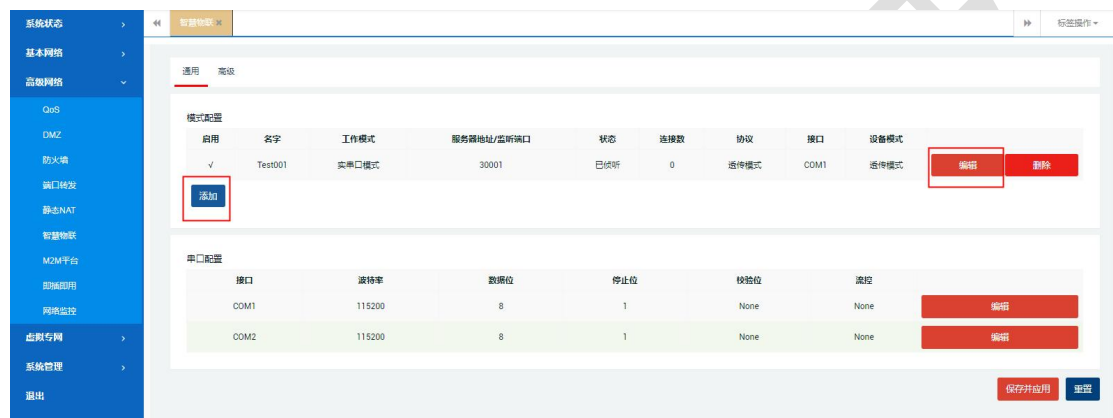 系统状态
基本网络
高级网络
QoS
DMZ
防火墙
端口转发
静态NAT
智慧物联
M2M平台
即插即用
网络监控
虚拟专网
系统管理
退出
智慧物联
标签操作
通用 高级
模式配置
启用 名字 工作模式 服务器地址/监听端口 状态 连接数 协议 接口 设备模式
√ Test001 实串口模式 30001 已侦听 0 透传模式 COM1 透传模式 编辑 删除
添加
串口配置
接口 波特率 数据位 停止位 校验位 流控
COM1 115200 8 1 None None 编辑
COM2 115200 8 1 None None 编辑
保存并应用 重置